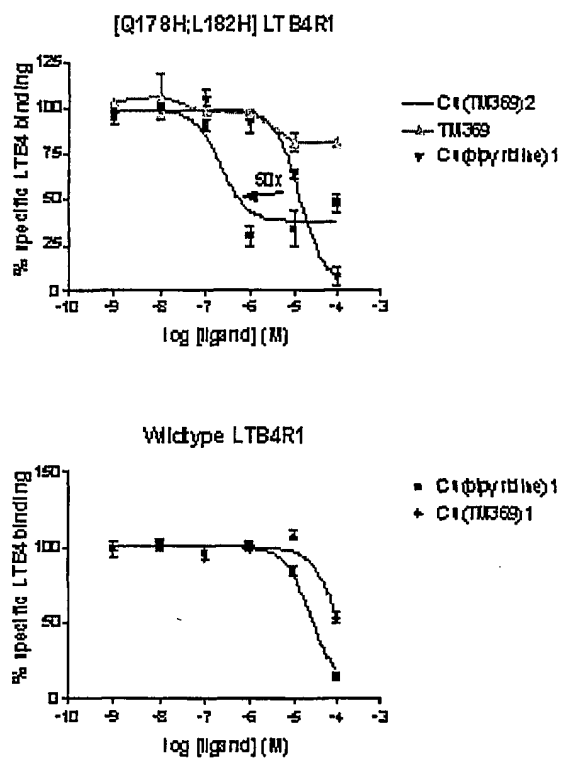 [Q178H;L182H] LTB4R1
% specific LTB4 binding
125
100
75
50
25
0
50x
-10 -9 -8 -7 -6 -5 -4 -3
log [ligand] (M)
Cu(TM369)2
TM369
Cu(bipyridine)1
Wildtype LTB4R1
% specific LTB4 binding
150
100
50
0
-10 -9 -8 -7 -6 -5 -4 -3
log [ligand] (M)
Cu(bipyridine)1
Cu(TM369)1